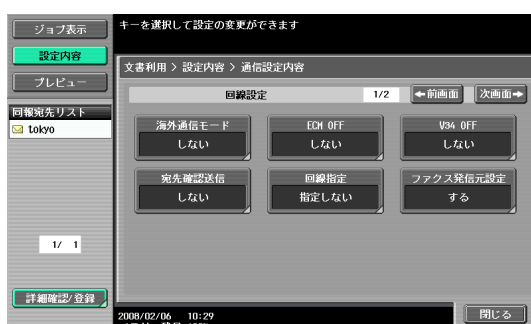 ジョブ表示
キーを選択して設定の変更ができます
設定内容
プレビュー
文書利用 > 設定内容 > 通信設定内容
回線設定 1/2 ←前画面 次画面→
同報宛先リスト
tokyo
海外通信モード ECM OFF V34 OFF
しない しない しない
宛先確認送信 回線指定 ファクス発信元設定
しない 指定しない する
1/ 1
詳細確認/登録
2008/02/06 10:29
閉じる